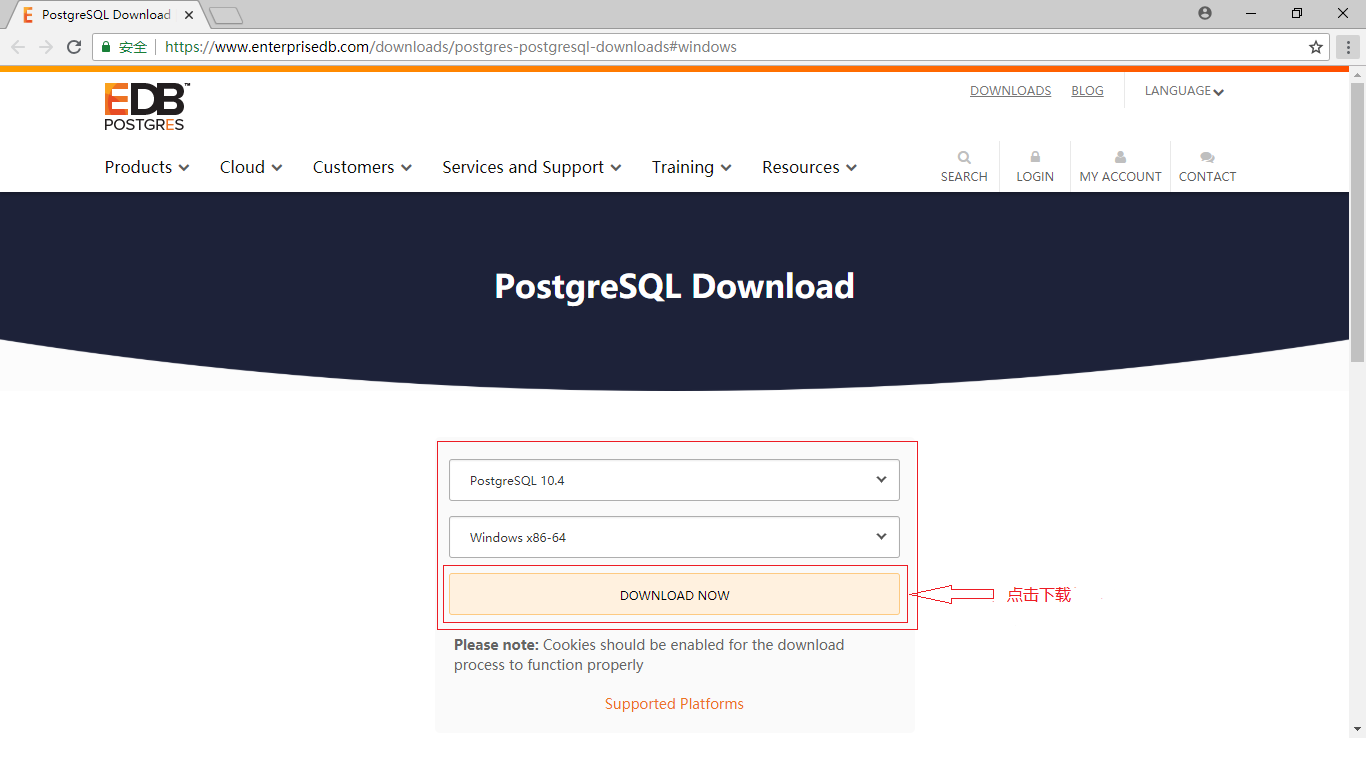 PostgreSQL Download
安全 https://www.enterprisedb.com/downloads/postgres-postgresql-downloads#windows
EDB™
POSTGRES
DOWNLOADS BLOG LANGUAGE
Products Cloud Customers Services and Support Training Resources
SEARCH LOGIN MY ACCOUNT CONTACT
PostgreSQL Download
PostgreSQL 10.4
Windows x86-64
DOWNLOAD NOW
点击下载
Please note: Cookies should be enabled for the download
process to function properly
Supported Platforms